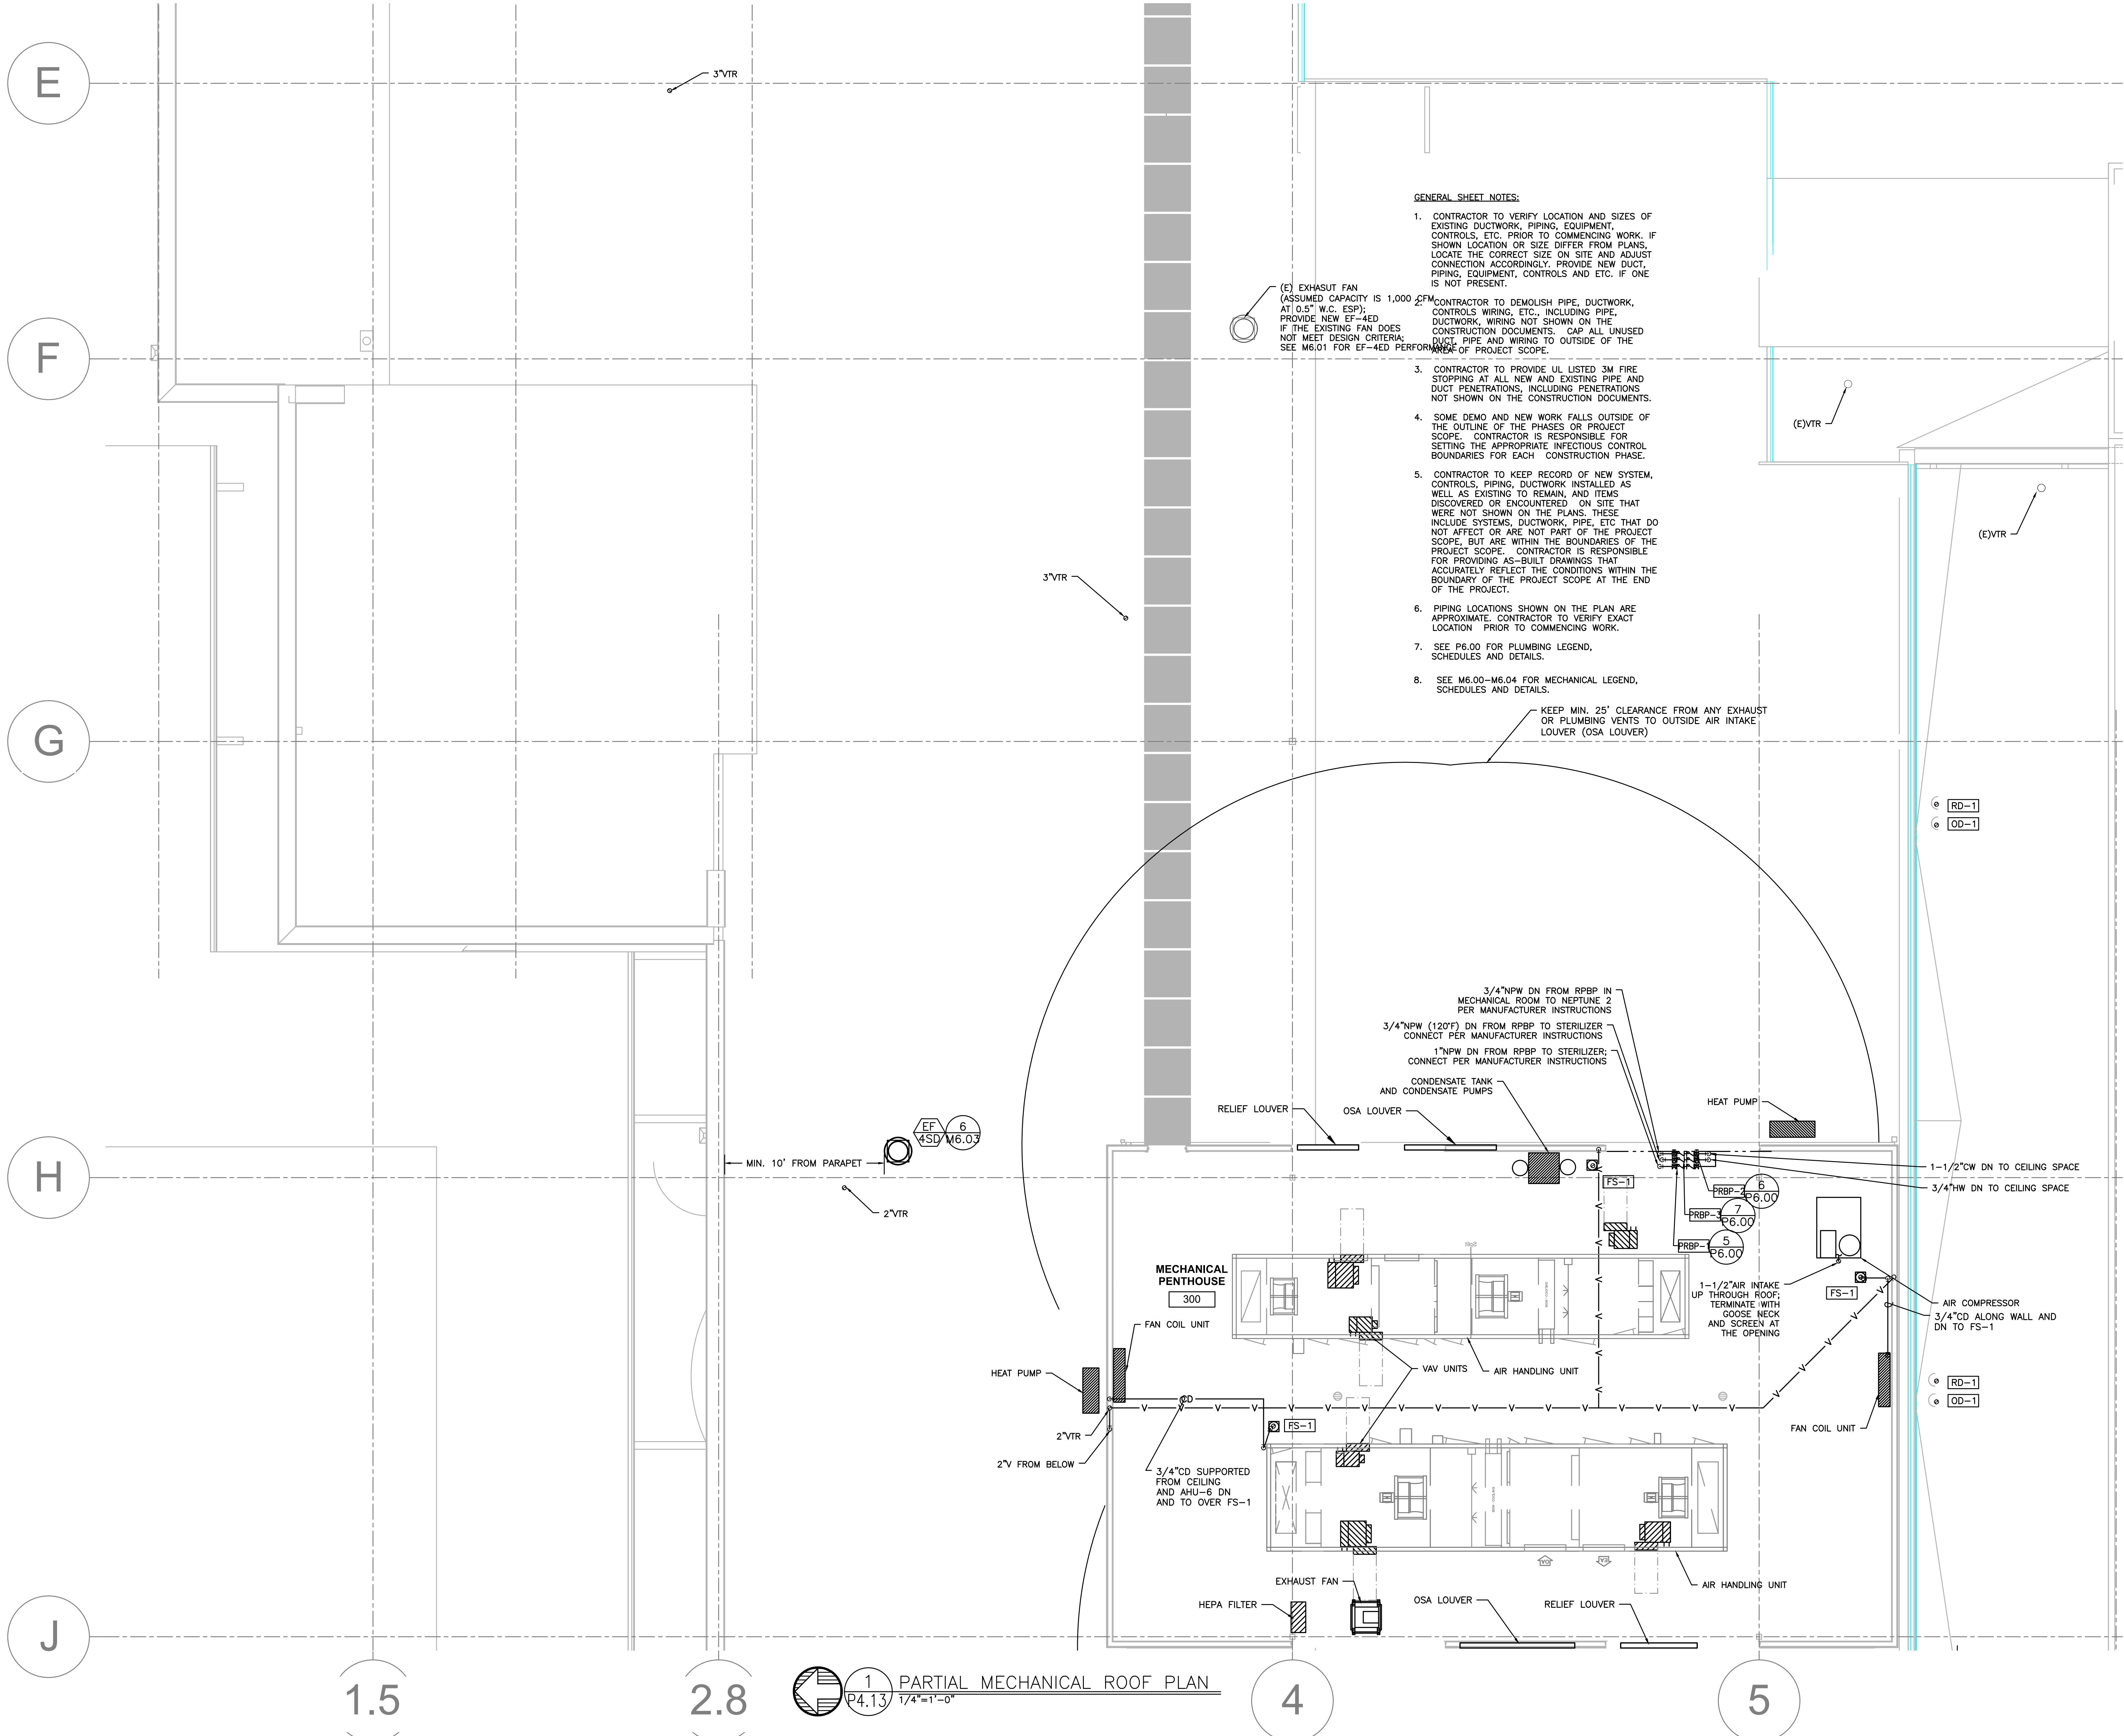 E
3"VTR
GENERAL SHEET NOTES:
1. CONTRACTOR TO VERIFY LOCATION AND SIZES OF
EXISTING DUCTWORK, PIPING, EQUIPMENT,
CONTROLS, ETC. PRIOR TO COMMENCING WORK. IF
SHOWN LOCATION OR SIZE DIFFER FROM PLANS,
LOCATE THE CORRECT SIZE ON SITE AND ADJUST
CONNECTION ACCORDINGLY. PROVIDE NEW DUCT,
PIPING, EQUIPMENT, CONTROLS AND ETC. IF ONE
IS NOT PRESENT.
2. CONTRACTOR TO DEMOLISH PIPE, DUCTWORK,
CONTROLS WIRING, ETC., INCLUDING PIPE,
DUCTWORK, WIRING NOT SHOWN ON THE
CONSTRUCTION DOCUMENTS. CAP ALL UNUSED
DUCT, PIPE AND WIRING TO OUTSIDE OF THE
AREA OF PROJECT SCOPE.
3. CONTRACTOR TO PROVIDE UL LISTED 3M FIRE
STOPPING AT ALL NEW AND EXISTING PIPE AND
DUCT PENETRATIONS, INCLUDING PENETRATIONS
NOT SHOWN ON THE CONSTRUCTION DOCUMENTS.
4. SOME DEMO AND NEW WORK FALLS OUTSIDE OF
THE OUTLINE OF THE PHASES OR PROJECT
SCOPE. CONTRACTOR IS RESPONSIBLE FOR
SETTING THE APPROPRIATE INFECTIOUS CONTROL
BOUNDARIES FOR EACH CONSTRUCTION PHASE.
5. CONTRACTOR TO KEEP RECORD OF NEW SYSTEM,
CONTROLS, PIPING, DUCTWORK INSTALLED AS
WELL AS EXISTING TO REMAIN, AND ITEMS
DISCOVERED OR ENCOUNTERED ON SITE THAT
WERE NOT SHOWN ON THE PLANS. THESE
INCLUDE SYSTEMS, DUCTWORK, PIPE, ETC THAT DO
NOT AFFECT OR ARE NOT PART OF THE PROJECT
SCOPE, BUT ARE WITHIN THE BOUNDARIES OF THE
PROJECT SCOPE. CONTRACTOR IS RESPONSIBLE
FOR PROVIDING AS-BUILT DRAWINGS THAT
ACCURATELY REFLECT THE CONDITIONS WITHIN THE
BOUNDARY OF THE PROJECT SCOPE AT THE END
OF THE PROJECT.
6. PIPING LOCATIONS SHOWN ON THE PLAN ARE
APPROXIMATE. CONTRACTOR TO VERIFY EXACT
LOCATION PRIOR TO COMMENCING WORK.
7. SEE P6.00 FOR PLUMBING LEGEND,
SCHEDULES AND DETAILS.
8. SEE M6.00-M6.04 FOR MECHANICAL LEGEND,
SCHEDULES AND DETAILS.
(E) EXHASUT FAN
(ASSUMED CAPACITY IS 1,000 CFM
AT 0.5" W.C. ESP);
PROVIDE NEW EF-4ED
IF THE EXISTING FAN DOES
NOT MEET DESIGN CRITERIA;
SEE M6.01 FOR EF-4ED PERFORMANCE
F
(E)VTR
(E)VTR
3"VTR
G
KEEP MIN. 25' CLEARANCE FROM ANY EXHAUST
OR PLUMBING VENTS TO OUTSIDE AIR INTAKE
LOUVER (OSA LOUVER)
RD-1
OD-1
3/4"NPW DN FROM RPBP IN
MECHANICAL ROOM TO NEPTUNE 2
PER MANUFACTURER INSTRUCTIONS
3/4"NPW (120°F) DN FROM RPBP TO STERILIZER
CONNECT PER MANUFACTURER INSTRUCTIONS
1"NPW DN FROM RPBP TO STERILIZER;
CONNECT PER MANUFACTURER INSTRUCTIONS
CONDENSATE TANK
AND CONDENSATE PUMPS
RELIEF LOUVER
OSA LOUVER
HEAT PUMP
EF
4SD
6
M6.03
H
MIN. 10' FROM PARAPET
2"VTR
1-1/2"CW DN TO CEILING SPACE
3/4"HW DN TO CEILING SPACE
FS-1
PRBP-2
6
P6.00
PRBP-3
7
P6.00
PRBP-1
5
P6.00
MECHANICAL
PENTHOUSE
300
1-1/2"AIR INTAKE
UP THROUGH ROOF;
TERMINATE WITH
GOOSE NECK
AND SCREEN AT
THE OPENING
FS-1
AIR COMPRESSOR
3/4"CD ALONG WALL AND
DN TO FS-1
FAN COIL UNIT
HEAT PUMP
VAV UNITS
AIR HANDLING UNIT
RD-1
OD-1
CD
V V V V V V V V V V V V V V V V
FS-1
FAN COIL UNIT
2"VTR
2"V FROM BELOW
3/4"CD SUPPORTED
FROM CEILING
AND AHU-6 DN
AND TO OVER FS-1
EXHAUST FAN
HEPA FILTER
OSA LOUVER
RELIEF LOUVER
AIR HANDLING UNIT
J
1.5
2.8
4
5
1
P4.13
PARTIAL MECHANICAL ROOF PLAN
1/4"=1'-0"